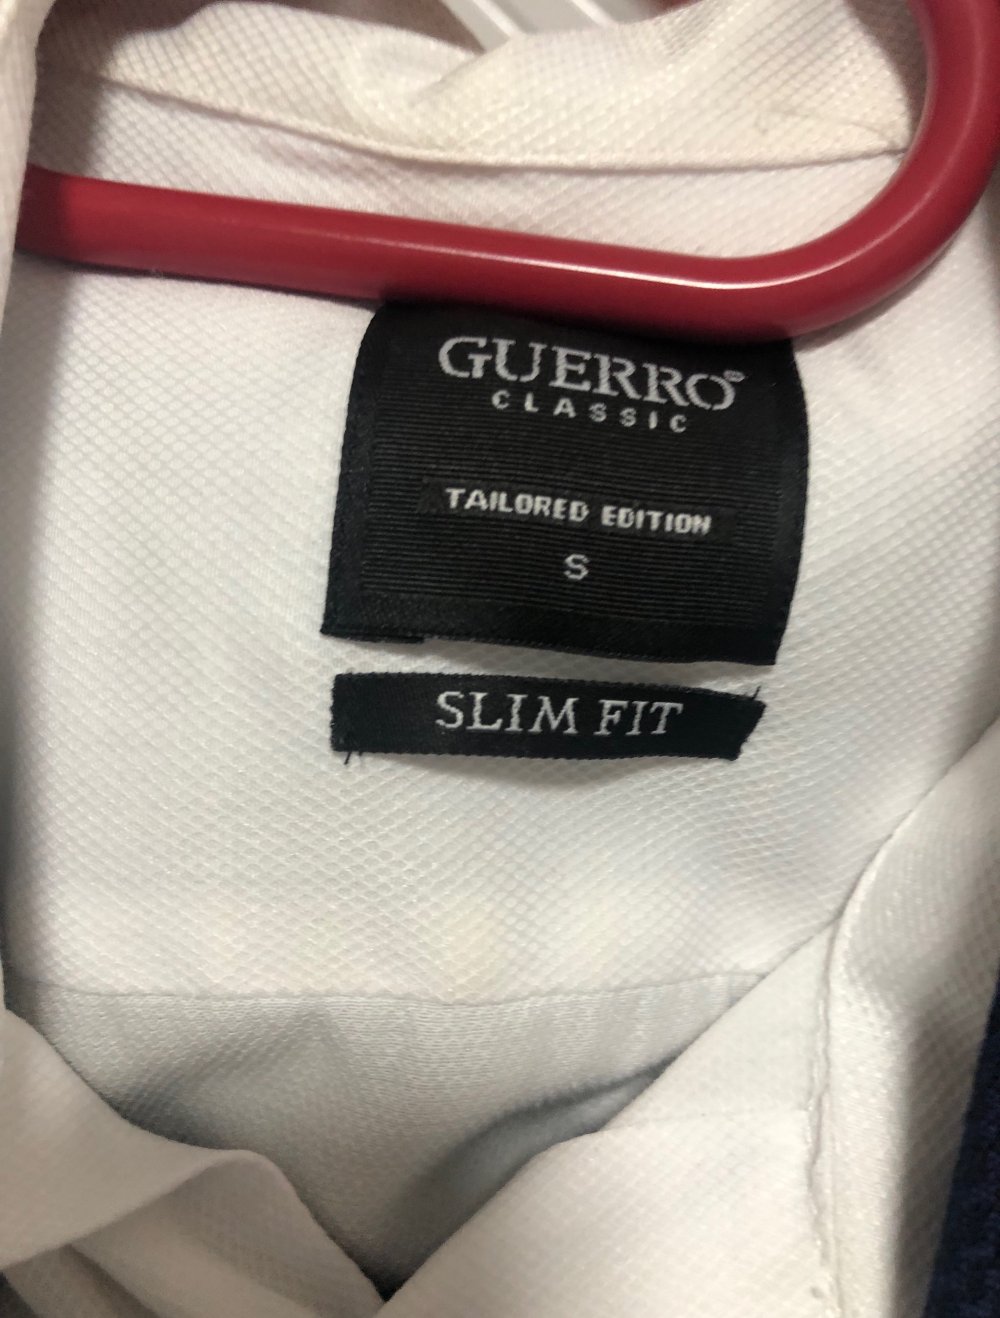 GUERRO
CLASSIC
TAILORED EDITION
S
SLIM FIT